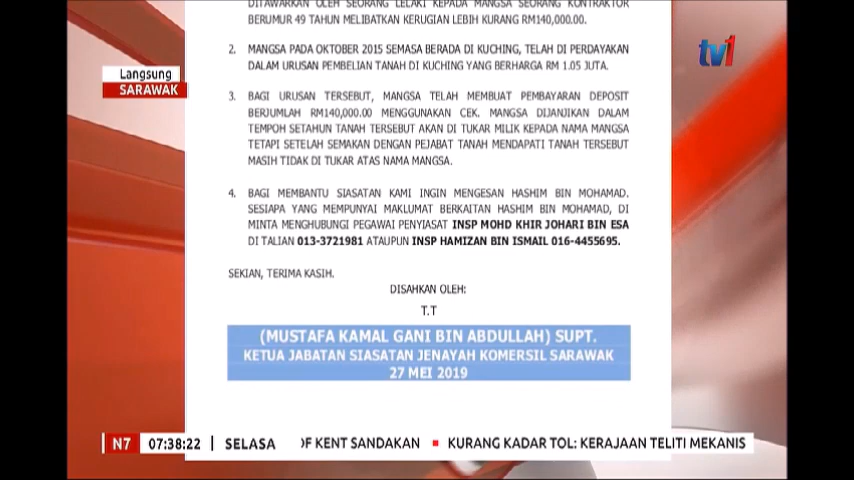 DITAWARKAN OLEH SEORANG LELAKI KEPADA MANGSA SEORANG KONTRAKTOR
BERUMUR 49 TAHUN MELIBATKAN KERUGIAN LEBIH KURANG RM140,000.00.
2. MANGSA PADA OKTOBER 2015 SEMASA BERADA DI KUCHING, TELAH DI PERDAYAKAN
DALAM URUSAN PEMBELIAN TANAH DI KUCHING YANG BERHARGA RM 1.05 JUTA.
tv1
Langsung
SARAWAK
3. BAGI URUSAN TERSEBUT, MANGSA TELAH MEMBUAT PEMBAYARAN DEPOSIT
BERJUMLAH RM140,000.00 MENGGUNAKAN CEK. MANGSA DIJANJIKAN DALAM
TEMPOH SETAHUN TANAH TERSEBUT AKAN DI TUKAR MILIK KEPADA NAMA MANGSA
TETAPI SETELAH SEMAKAN DENGAN PEJABAT TANAH MENDAPATI TANAH TERSEBUT
MASIH TIDAK DI TUKAR ATAS NAMA MANGSA.
4. BAGI MEMBANTU SIASATAN KAMI INGIN MENGESAN HASHIM BIN MOHAMAD.
SESIAPA YANG MEMPUNYAI MAKLUMAT BERKAITAN HASHIM BIN MOHAMAD, DI
MINTA MENGHUBUNGI PEGAWAI PENYIASAT INSP MOHD KHIR JOHARI BIN ESA
DI TALIAN 013-3721981 ATAUPUN INSP HAMIZAN BIN ISMAIL 016-4455695.
SEKIAN, TERIMA KASIH.
DISAHKAN OLEH:
T.T
(MUSTAFA KAMAL GANI BIN ABDULLAH) SUPT.
KETUA JABATAN SIASATAN JENAYAH KOMERSIL SARAWAK
27 MEI 2019
N7 07:38:22 | SELASA OF KENT SANDAKAN ▪ KURANG KADAR TOL: KERAJAAN TELITI MEKANIS